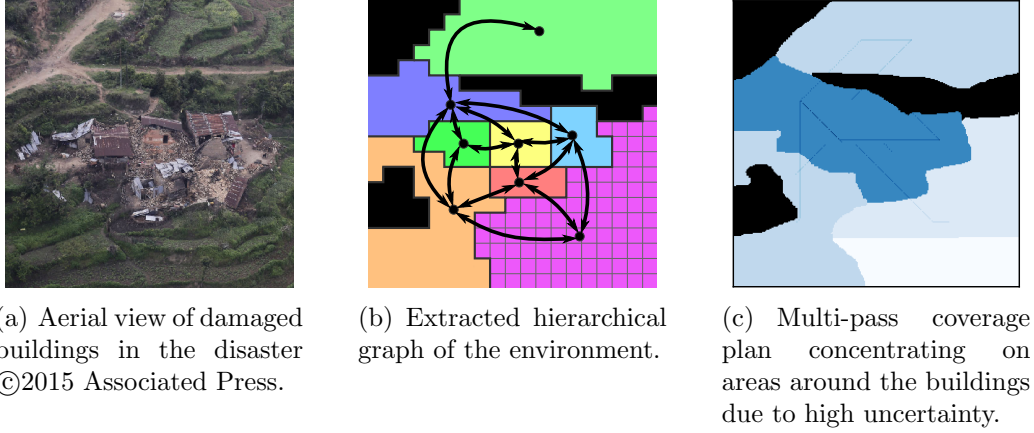 (a) Aerial view of damaged
buildings in the disaster
©2015 Associated Press.
(b) Extracted hierarchical
graph of the environment.
(c) Multi-pass coverage
plan concentrating on
areas around the buildings
due to high uncertainty.